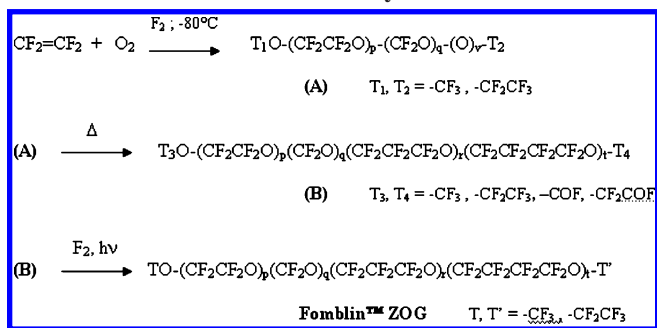 F₂ ; -80°C
CF₂=CF₂ + O₂ T₁O-(CF₂CF₂O)ₚ-(CF₂O)q-(O)ᵥ-T₂
(A) T₁, T₂ = -CF₃ , -CF₂CF₃
Δ
(A) T₃O-(CF₂CF₂O)ₚ(CF₂O)q(CF₂CF₂CF₂O)ᵣ(CF₂CF₂CF₂CF₂O)ₜ-T₄
(B) T₃, T₄ = -CF₃ , -CF₂CF₃, –COF, -CF₂COF
F₂, hν
(B) TO-(CF₂CF₂O)ₚ(CF₂O)q(CF₂CF₂CF₂O)ᵣ(CF₂CF₂CF₂CF₂O)ₜ-T'
Fomblin™ ZOG T, T' = -CF₃ , -CF₂CF₃